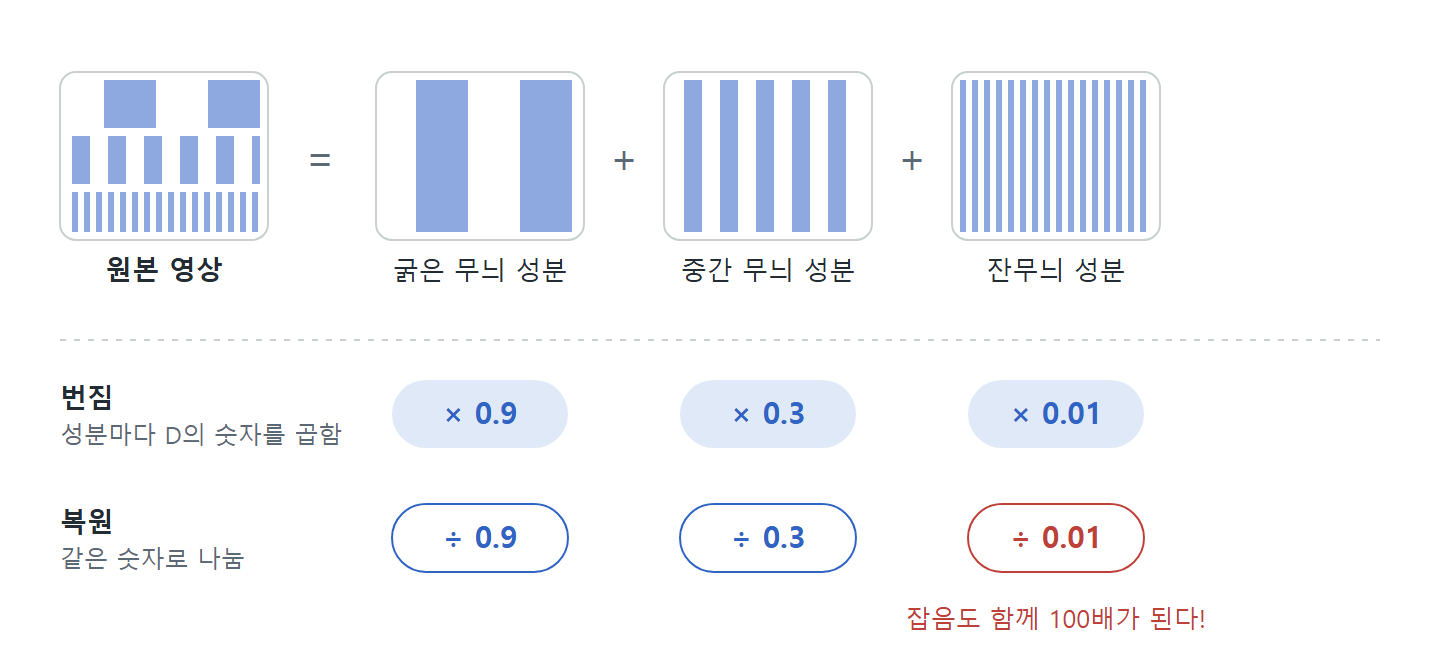 = + +
원본 영상 굵은 무늬 성분 중간 무늬 성분 잔무늬 성분
번짐
성분마다 D의 숫자를 곱함
× 0.9 × 0.3 × 0.01
복원
같은 숫자로 나눔
÷ 0.9 ÷ 0.3 ÷ 0.01
잡음도 함께 100배가 된다!